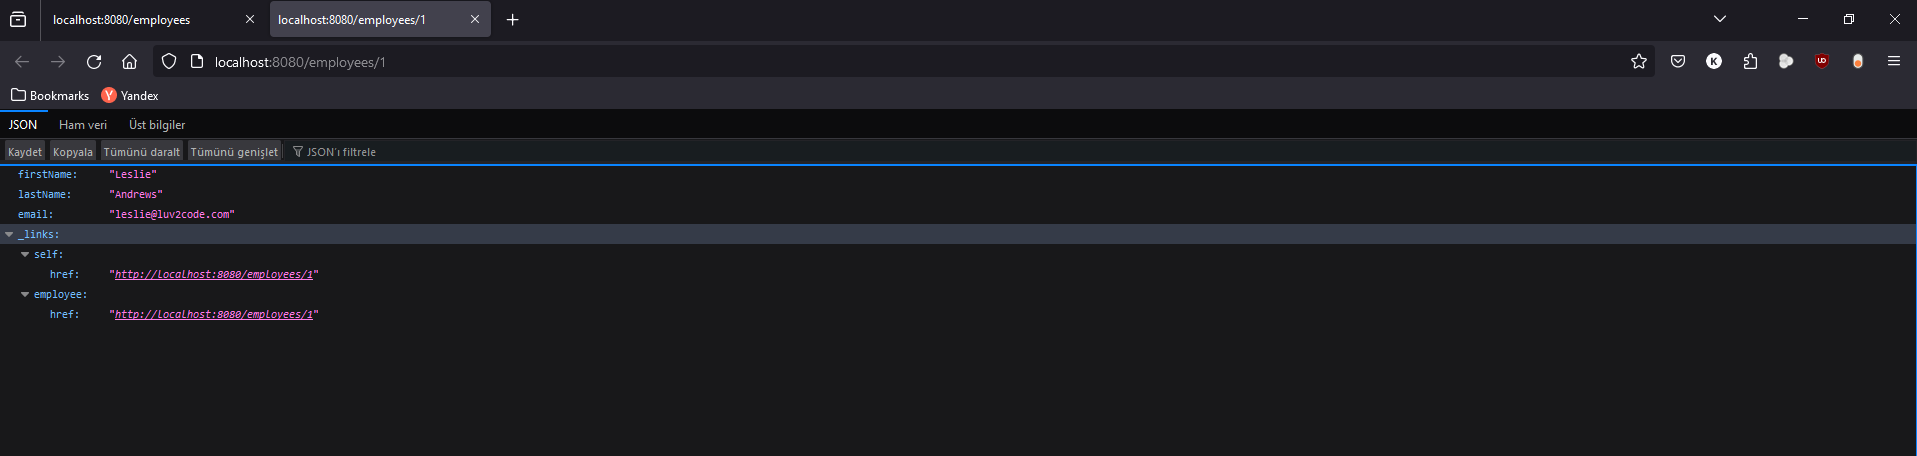 localhost:8080/employees
localhost:8080/employees/1
localhost:8080/employees/1
K
UD
Bookmarks
Y Yandex
JSON Ham veri Üst bilgiler
Kaydet Kopyala Tümünü daralt Tümünü genişlet JSON'ı filtrele
firstName: "Leslie"
lastName: "Andrews"
email: "leslie@luv2code.com"
_links:
self:
href: "http://localhost:8080/employees/1"
employee:
href: "http://localhost:8080/employees/1"